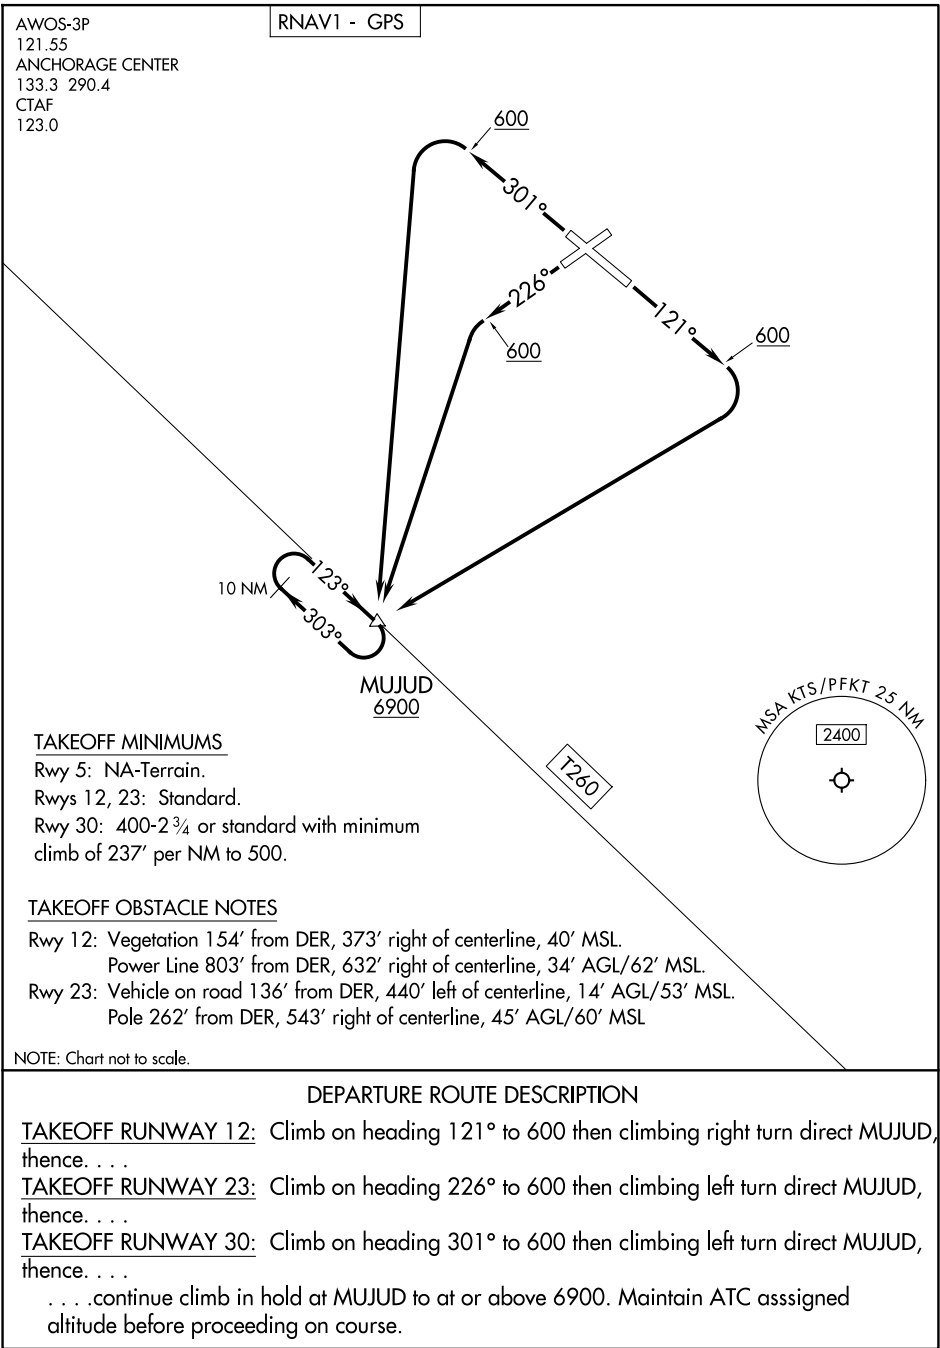 AWOS-3P
121.55
ANCHORAGE CENTER
133.3 290.4
CTAF
123.0
RNAV1 - GPS
600
301°
226°
600
121°
600
10 NM
123°
303°
MUJUD
6900
T260
MSA KTS/PFKT 25 NM
2400
TAKEOFF MINIMUMS
Rwy 5: NA-Terrain.
Rwys 12, 23: Standard.
Rwy 30: 400-2¾ or standard with minimum
climb of 237' per NM to 500.
TAKEOFF OBSTACLE NOTES
Rwy 12: Vegetation 154' from DER, 373' right of centerline, 40' MSL.
Power Line 803' from DER, 632' right of centerline, 34' AGL/62' MSL.
Rwy 23: Vehicle on road 136' from DER, 440' left of centerline, 14' AGL/53' MSL.
Pole 262' from DER, 543' right of centerline, 45' AGL/60' MSL
NOTE: Chart not to scale.
DEPARTURE ROUTE DESCRIPTION
TAKEOFF RUNWAY 12: Climb on heading 121° to 600 then climbing right turn direct MUJUD,
thence. . . .
TAKEOFF RUNWAY 23: Climb on heading 226° to 600 then climbing left turn direct MUJUD,
thence. . . .
TAKEOFF RUNWAY 30: Climb on heading 301° to 600 then climbing left turn direct MUJUD,
thence. . . .
. . . .continue climb in hold at MUJUD to at or above 6900. Maintain ATC asssigned
altitude before proceeding on course.